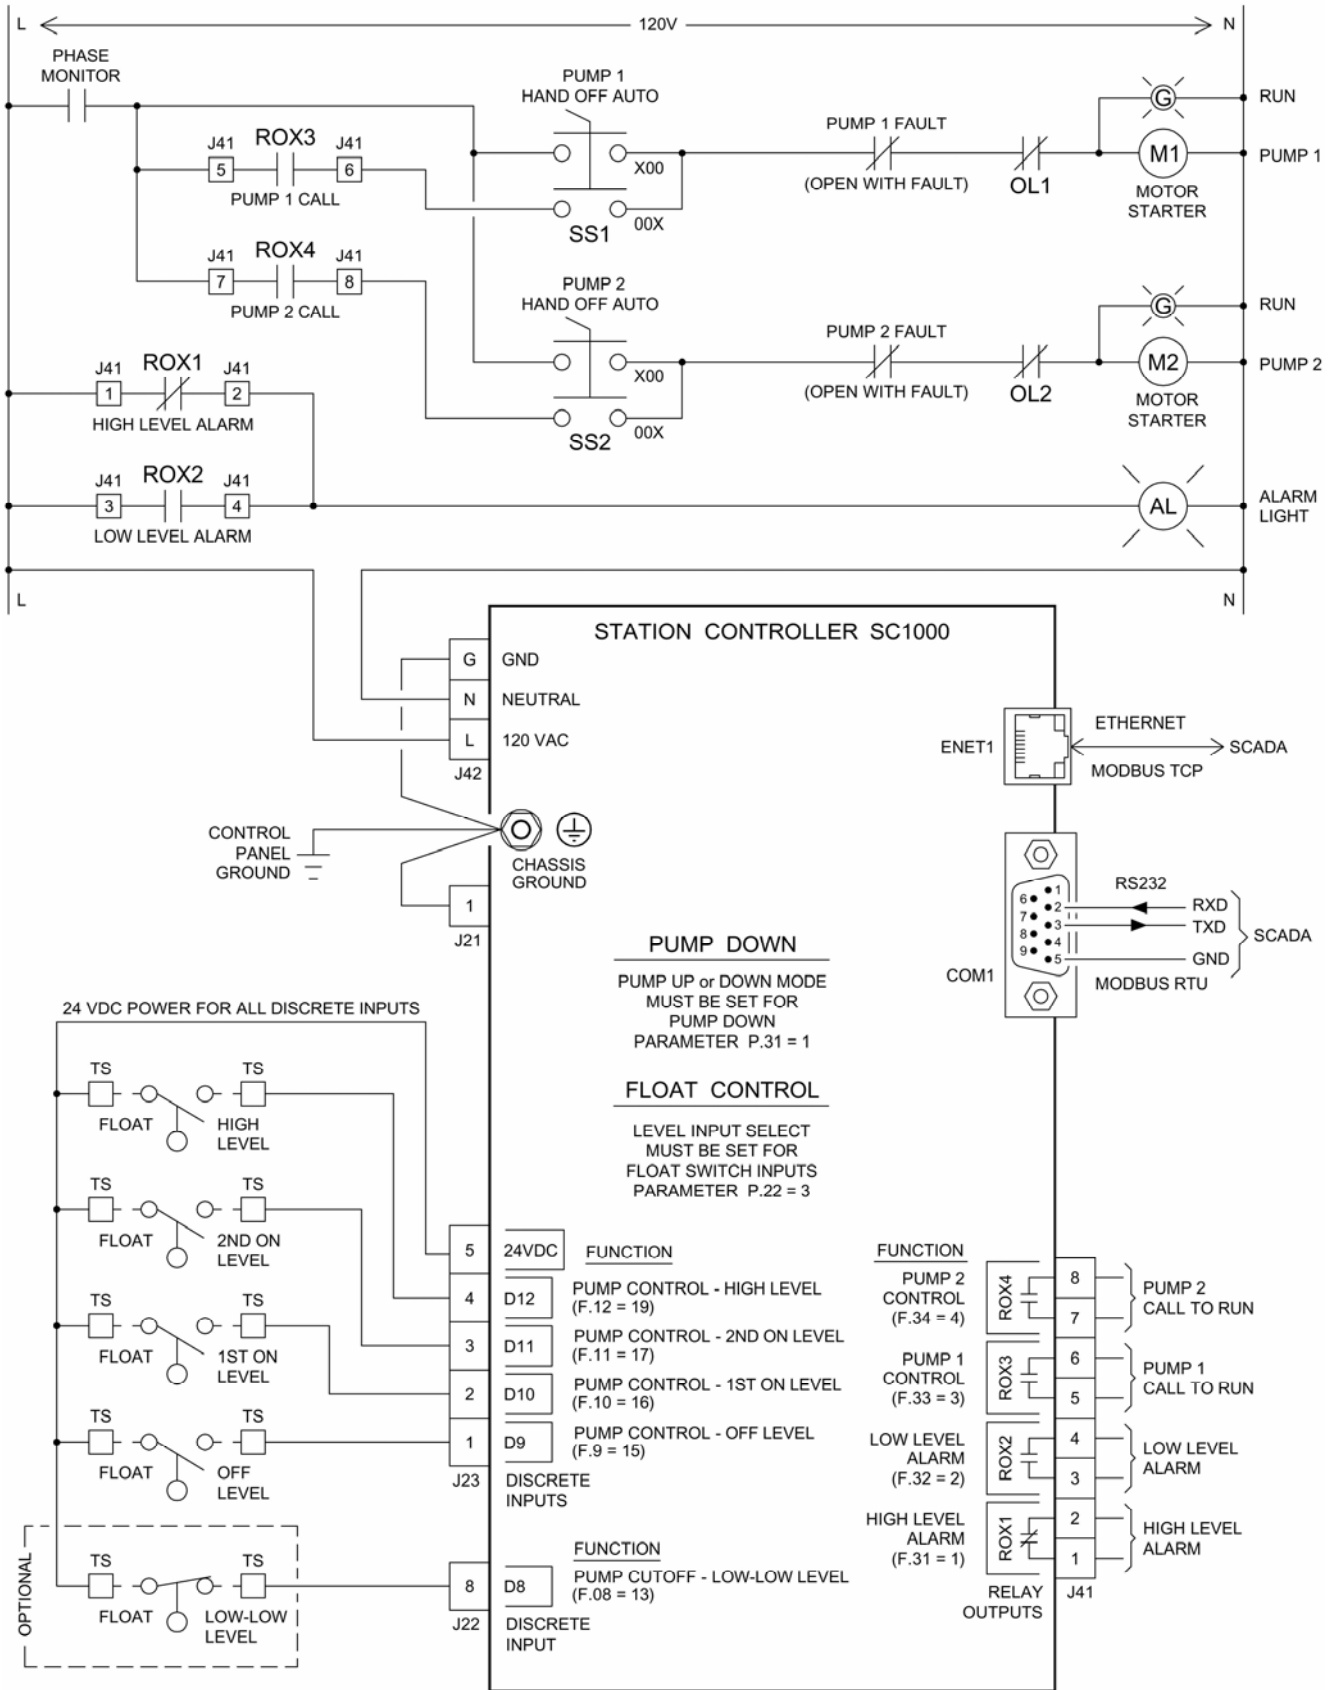 L
120V
N
PHASE
MONITOR
PUMP 1
HAND OFF AUTO
G
RUN
J41
ROX3
J41
5
6
PUMP 1 CALL
X00
PUMP 1 FAULT
(OPEN WITH FAULT)
OL1
M1
PUMP 1
MOTOR
STARTER
00X
SS1
J41
ROX4
J41
7
8
PUMP 2 CALL
PUMP 2
HAND OFF AUTO
G
RUN
X00
PUMP 2 FAULT
(OPEN WITH FAULT)
OL2
M2
PUMP 2
MOTOR
STARTER
00X
SS2
J41
ROX1
J41
1
2
HIGH LEVEL ALARM
J41
ROX2
J41
3
4
LOW LEVEL ALARM
AL
ALARM
LIGHT
L
N
STATION CONTROLLER SC1000
G
GND
N
NEUTRAL
L
120 VAC
J42
CONTROL
PANEL
GROUND
CHASSIS
GROUND
1
J21
ENET1
ETHERNET
MODBUS TCP
SCADA
1
6
2
7
3
8
4
9
5
COM1
RS232
RXD
TXD
GND
SCADA
MODBUS RTU
PUMP DOWN
PUMP UP or DOWN MODE
MUST BE SET FOR
PUMP DOWN
PARAMETER P.31 = 1
FLOAT CONTROL
LEVEL INPUT SELECT
MUST BE SET FOR
FLOAT SWITCH INPUTS
PARAMETER P.22 = 3
24 VDC POWER FOR ALL DISCRETE INPUTS
TS
TS
FLOAT
HIGH
LEVEL
TS
TS
FLOAT
2ND ON
LEVEL
TS
TS
FLOAT
1ST ON
LEVEL
TS
TS
FLOAT
OFF
LEVEL
OPTIONAL
TS
TS
FLOAT
LOW-LOW
LEVEL
5
24VDC
FUNCTION
4
D12
PUMP CONTROL - HIGH LEVEL
(F.12 = 19)
3
D11
PUMP CONTROL - 2ND ON LEVEL
(F.11 = 17)
2
D10
PUMP CONTROL - 1ST ON LEVEL
(F.10 = 16)
1
D9
PUMP CONTROL - OFF LEVEL
(F.9 = 15)
J23
DISCRETE
INPUTS
FUNCTION
8
D8
PUMP CUTOFF - LOW-LOW LEVEL
(F.08 = 13)
J22
DISCRETE
INPUT
FUNCTION
PUMP 2
CONTROL
(F.34 = 4)
ROX4
8
7
PUMP 2
CALL TO RUN
PUMP 1
CONTROL
(F.33 = 3)
ROX3
6
5
PUMP 1
CALL TO RUN
LOW LEVEL
ALARM
(F.32 = 2)
ROX2
4
3
LOW LEVEL
ALARM
HIGH LEVEL
ALARM
(F.31 = 1)
ROX1
2
1
HIGH LEVEL
ALARM
RELAY
OUTPUTS
J41